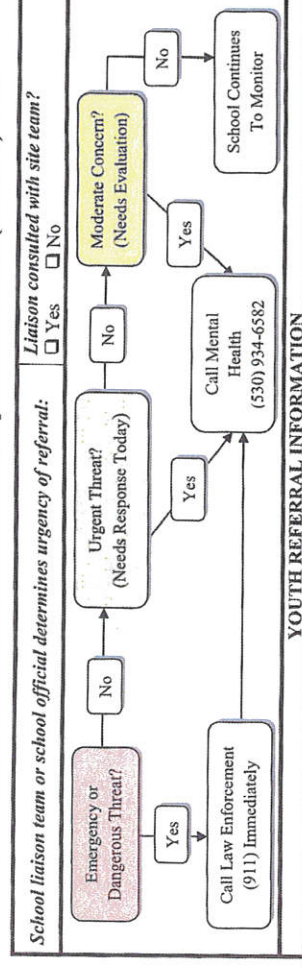 School liaison team or school official determines urgency of referral:
Liaison consulted with site team?
❑ Yes ❑ No
Emergency or
Dangerous Threat?
No
Urgent Threat?
(Needs Response Today)
No
Moderate Concern?
(Needs Evaluation)
No
Yes
Yes
Yes
Call Law Enforcement
(911) Immediately
Call Mental
Health
(530) 934-6582
School Continues
To Monitor
YOUTH REFERRAL INFORMATION